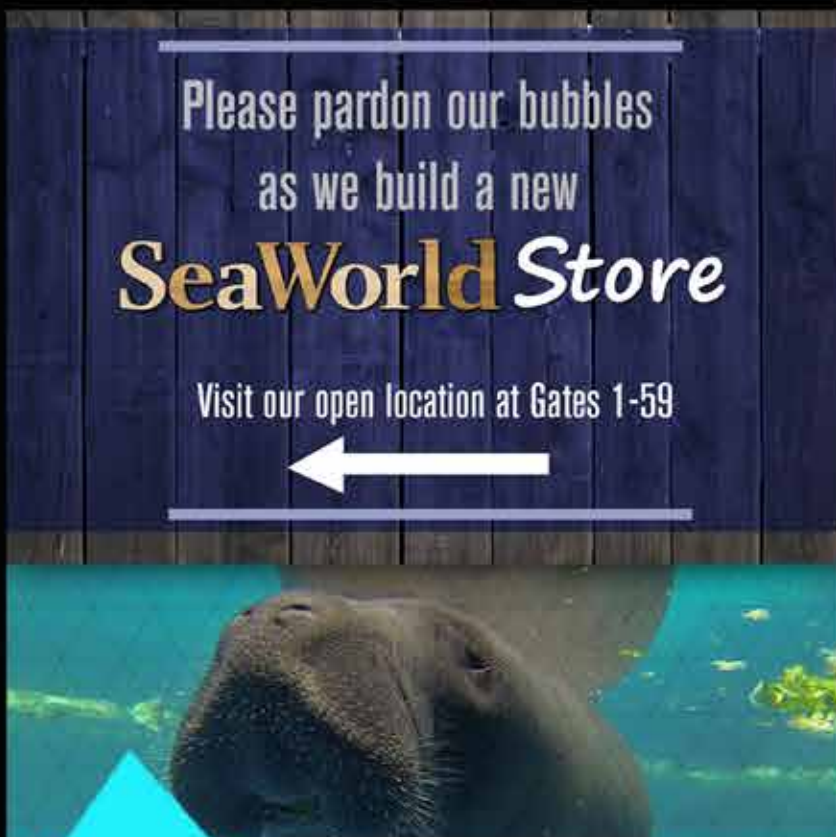 Please pardon our bubbles
as we build a new
SeaWorld Store
Visit our open location at Gates 1-59